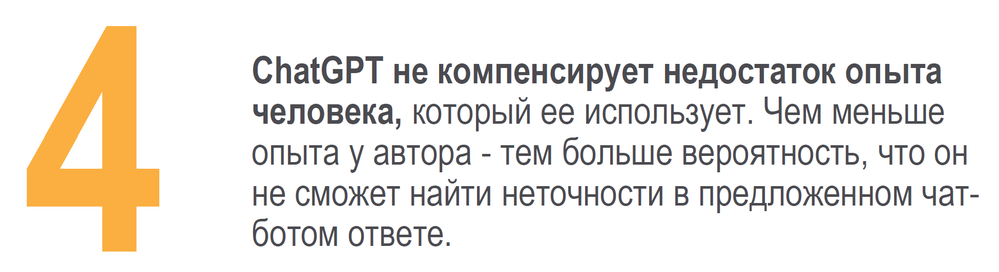 4
ChatGPT не компенсирует недостаток опыта
человека, который ее использует. Чем меньше
опыта у автора - тем больше вероятность, что он
не сможет найти неточности в предложенном чат-
ботом ответе.